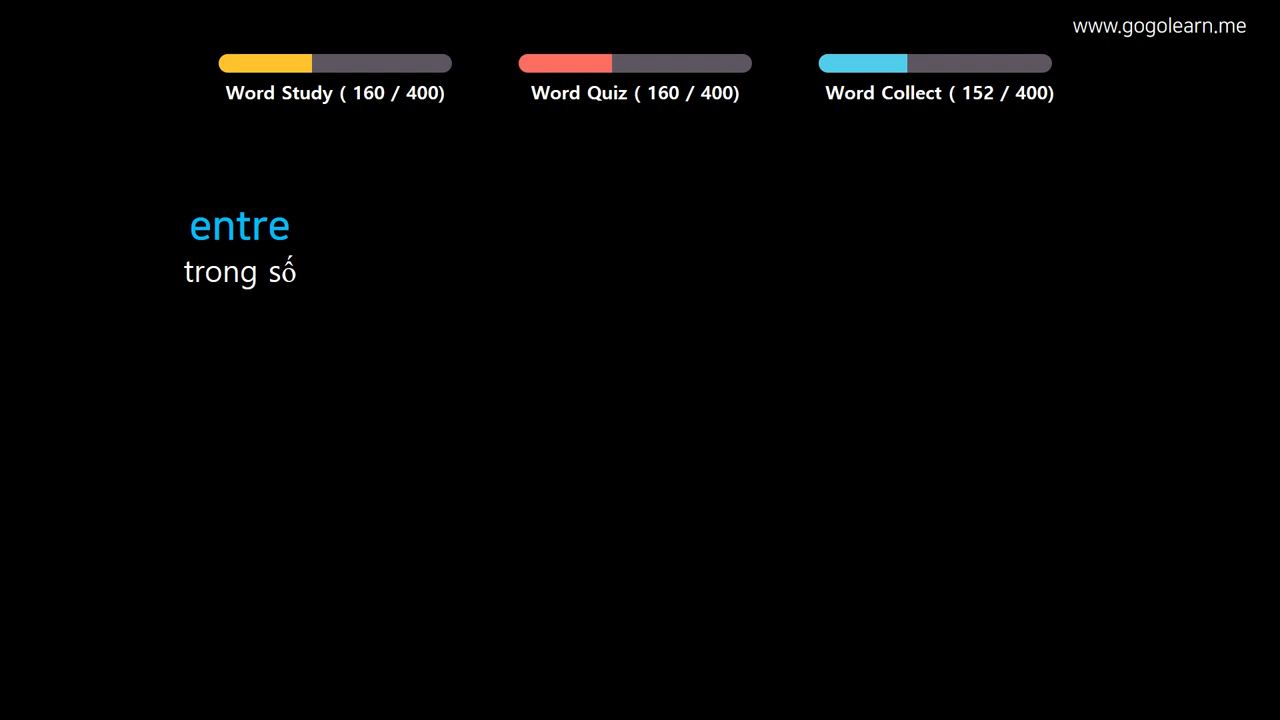 www.gogolearn.me
Word Study ( 160 / 400)
Word Quiz ( 160 / 400)
Word Collect ( 152 / 400)
entre
trong số